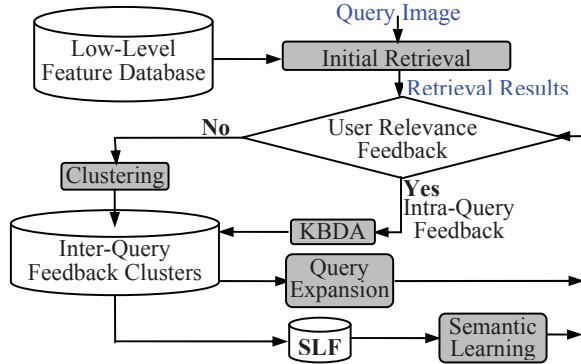 Query Image
Low-Level
Feature Database
Initial Retrieval
Retrieval Results
No
User Relevance
Feedback
Clustering
Yes
Intra-Query
Feedback
KBDA
Inter-Query
Feedback Clusters
Query
Expansion
SLF
Semantic
Learning